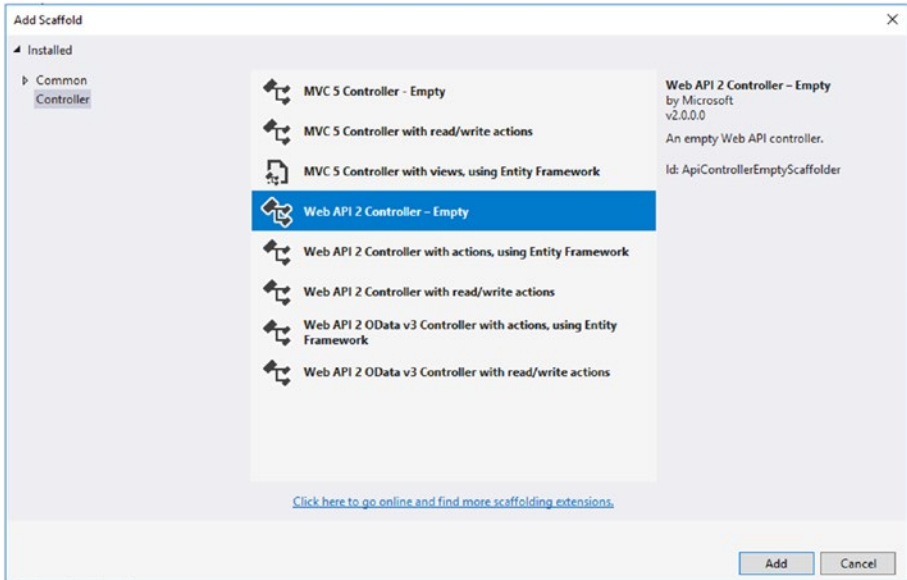 Add Scaffold
Installed
Common
Controller
MVC 5 Controller - Empty
MVC 5 Controller with read/write actions
MVC 5 Controller with views, using Entity Framework
Web API 2 Controller – Empty
Web API 2 Controller with actions, using Entity Framework
Web API 2 Controller with read/write actions
Web API 2 OData v3 Controller with actions, using Entity
Framework
Web API 2 OData v3 Controller with read/write actions
Web API 2 Controller – Empty
by Microsoft
v2.0.0.0
An empty Web API controller.
Id: ApiControllerEmptyScaffolder
Click here to go online and find more scaffolding extensions.
Add
Cancel